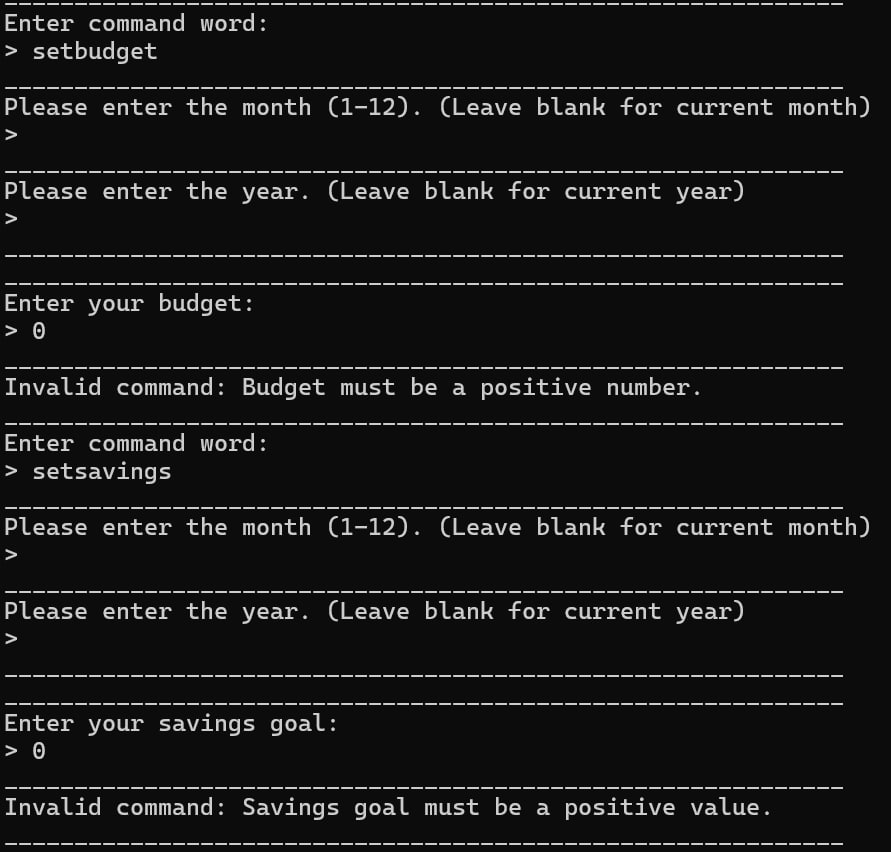 ____________________________________________________________
Enter command word:
> setbudget
____________________________________________________________
Please enter the month (1-12). (Leave blank for current month)
>
____________________________________________________________
Please enter the year. (Leave blank for current year)
>
____________________________________________________________
____________________________________________________________
Enter your budget:
> 0
____________________________________________________________
Invalid command: Budget must be a positive number.
____________________________________________________________
Enter command word:
> setsavings
____________________________________________________________
Please enter the month (1-12). (Leave blank for current month)
>
____________________________________________________________
Please enter the year. (Leave blank for current year)
>
____________________________________________________________
____________________________________________________________
Enter your savings goal:
> 0
____________________________________________________________
Invalid command: Savings goal must be a positive value.
____________________________________________________________